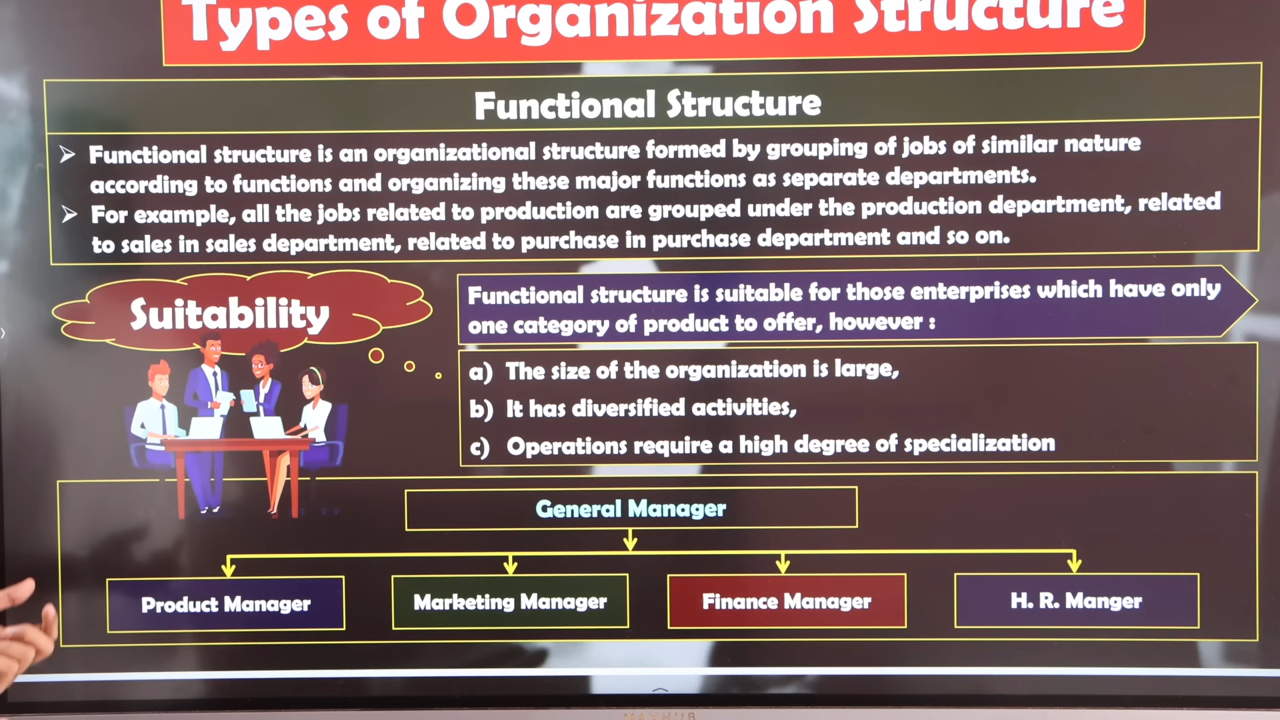 Types of Organization Structure
Functional Structure
➢ Functional structure is an organizational structure formed by grouping of jobs of similar nature
according to functions and organizing these major functions as separate departments.
➢ For example, all the jobs related to production are grouped under the production department, related
to sales in sales department, related to purchase in purchase department and so on.
Suitability
Functional structure is suitable for those enterprises which have only
one category of product to offer, however :
a) The size of the organization is large,
b) It has diversified activities,
c) Operations require a high degree of specialization
General Manager
Product Manager
Marketing Manager
Finance Manager
H. R. Manger
MAXHUB